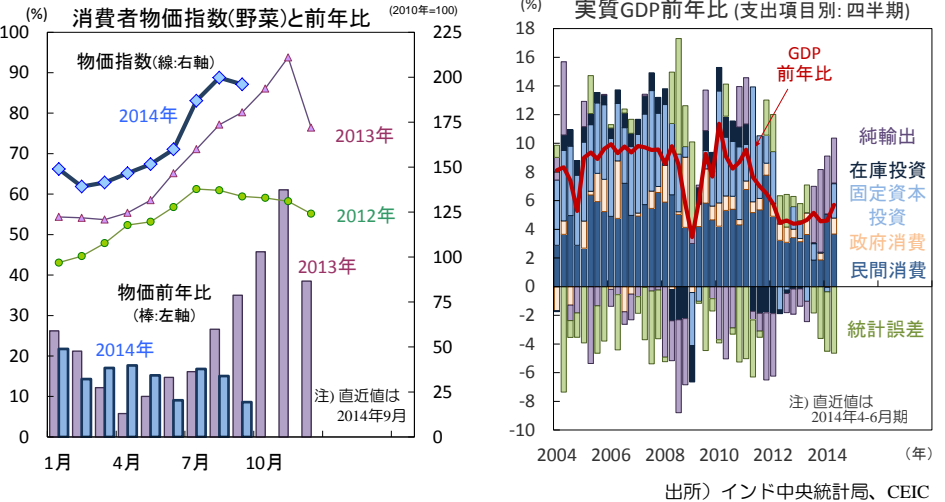 消費者物価指数(野菜)と前年比
(%)
(2010年=100)
100
90
80
70
60
50
40
30
20
10
0
225
200
175
150
125
100
75
50
25
0
物価指数(線:右軸)
2014年
2013年
2012年
2013年
物価前年比
(棒:左軸)
2014年
注) 直近値は
2014年9月
1月
4月
7月
10月
実質GDP前年比 (支出項目別: 四半期)
(%)
18
16
14
12
10
8
6
4
2
0
-2
-4
-6
-8
-10
GDP
前年比
純輸出
在庫投資
固定資本
投資
政府消費
民間消費
統計誤差
注) 直近値は
2014年4-6月期
2004
2006
2008
2010
2012
2014
(年)
出所）インド中央統計局、CEIC